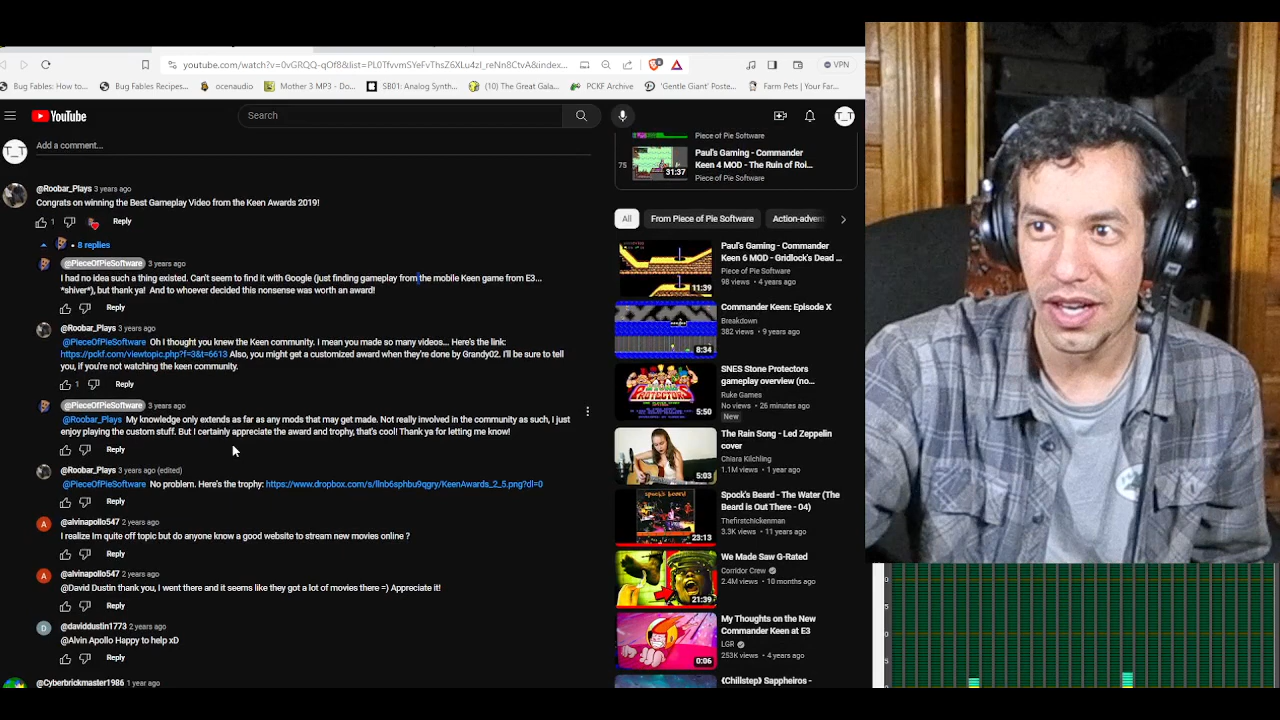 youtube.com/watch?v=0vGRQQ-qOf8&list=PL0TfvvmSYeFvThsZ6XLu4zI_reNn8CtvA&index...
VPN
Bug Fables: How to...
Bug Fables Recipes...
ocenaudio
Mother 3 MP3 - Do...
SB01: Analog Synth...
(10) The Great Gala...
PCKF Archive
'Gentle Giant' Poste...
Farm Pets | Your Far...
YouTube
Search
T_T
T_T
Add a comment...
@Roobar_Plays 3 years ago
Congrats on winning the Best Gameplay Video from the Keen Awards 2019!
1
Reply
8 replies
@PieceOfPieSoftware 3 years ago
I had no idea such a thing existed. Can't seem to find it with Google (just finding gameplay from the mobile Keen game from E3...
*shiver*), but thank ya! And to whoever decided this nonsense was worth an award!
Reply
@Roobar_Plays 3 years ago
@PieceOfPieSoftware Oh I thought you knew the Keen community. I mean you made so many videos... Here's the link:
https://pckf.com/viewtopic.php?f=3&t=6613 Also, you might get a customized award when they're done by Grandy02. I'll be sure to tell
you, if you're not watching the keen community.
1
Reply
@PieceOfPieSoftware 3 years ago
@Roobar_Plays My knowledge only extends as far as any mods that may get made. Not really involved in the community as such, I just
enjoy playing the custom stuff. But I certainly appreciate the award and trophy, that's cool! Thank ya for letting me know!
Reply
@Roobar_Plays 3 years ago (edited)
@PieceOfPieSoftware No problem. Here's the trophy: https://www.dropbox.com/s/llnb6sphbu9qgry/KeenAwards_2_5.png?dl=0
Reply
A
@alvinapollo547 2 years ago
I realize Im quite off topic but do anyone know a good website to stream new movies online ?
Reply
A
@alvinapollo547 2 years ago
@David Dustin thank you, I went there and it seems like they got a lot of movies there =) Appreciate it!
Reply
D
@daviddustin1773 2 years ago
@Alvin Apollo Happy to help xD
Reply
@Cyberbrickmaster1986 1 year ago
Piece of Pie Software
75
31:37
Paul's Gaming - Commander
Keen 4 MOD - The Ruin of Roi...
Piece of Pie Software
All
From Piece of Pie Software
Action-adven
11:39
Paul's Gaming - Commander
Keen 6 MOD - Gridlock's Dead ...
Piece of Pie Software
98 views • 4 years ago
8:34
Commander Keen: Episode X
Breakdown
382 views • 9 years ago
STONE
PROTECTORS
5:50
SNES Stone Protectors
gameplay overview (no...
Ruke Games
No views • 26 minutes ago
New
5:03
The Rain Song - Led Zeppelin
cover
Chiara Kilchling
1.1M views • 1 year ago
spock's beard
23:13
Spock's Beard - The Water (The
Beard is Out There - 04)
Thefirstchickenman
3.3K views • 11 years ago
21:39
We Made Saw G-Rated
Corridor Crew
2.4M views • 10 months ago
0:06
My Thoughts on the New
Commander Keen at E3
LGR
253K views • 4 years ago